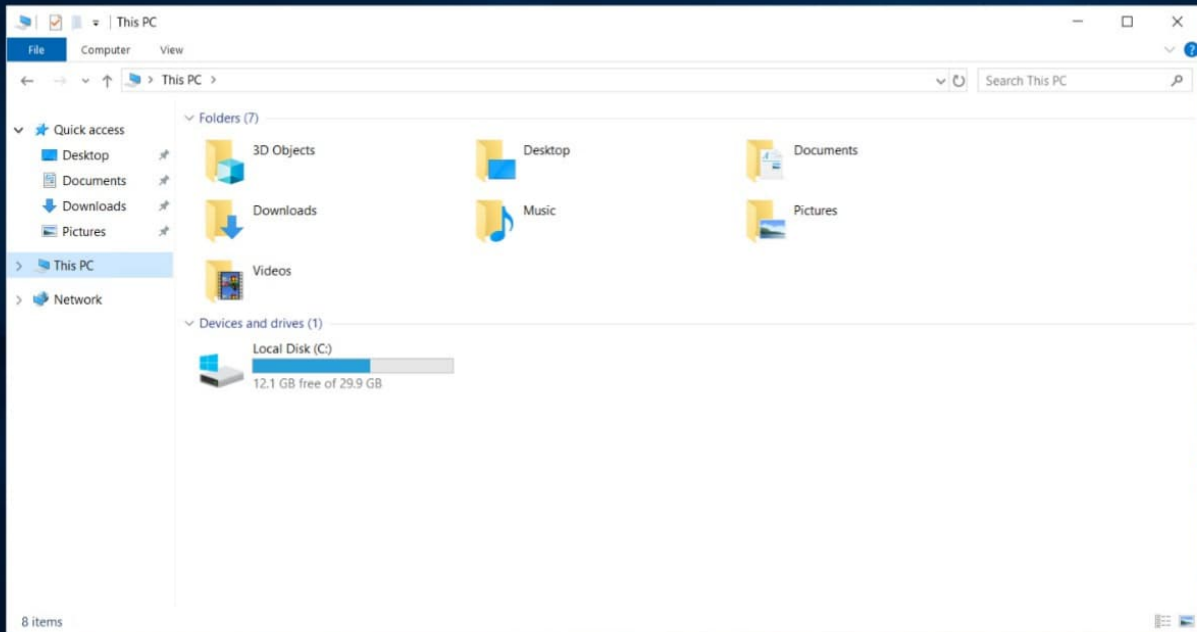 This PC
File Computer View
This PC
Search This PC
Quick access
Desktop
Documents
Downloads
Pictures
This PC
Network
Folders (7)
3D Objects Desktop Documents
Downloads Music Pictures
Videos
Devices and drives (1)
Local Disk (C:)
12.1 GB free of 29.9 GB
8 items